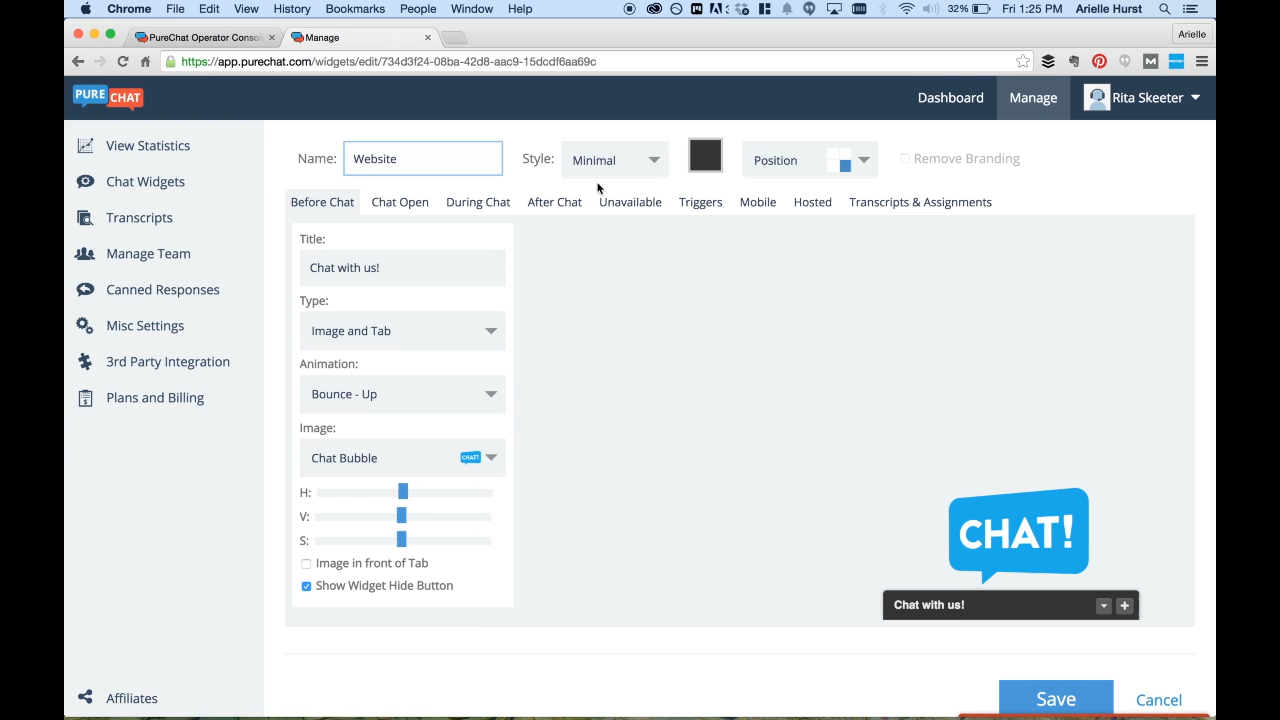 Chrome File Edit View History Bookmarks People Window Help 32% Fri 1:25 PM Arielle Hurst
PureChat Operator Consol Manage Arielle
https://app.purechat.com/widgets/edit/734d3f24-08ba-42d8-aac9-15dcdf6aa69c
PURE CHAT Dashboard Manage Rita Skeeter
View Statistics
Chat Widgets
Transcripts
Manage Team
Canned Responses
Misc Settings
3rd Party Integration
Plans and Billing
Affiliates
Name: Website Style: Minimal Position Remove Branding
Before Chat Chat Open During Chat After Chat Unavailable Triggers Mobile Hosted Transcripts & Assignments
Title:
Chat with us!
Type:
Image and Tab
Animation:
Bounce - Up
Image:
Chat Bubble CHAT!
H:
V:
S:
Image in front of Tab
Show Widget Hide Button
CHAT!
Chat with us!
Save Cancel